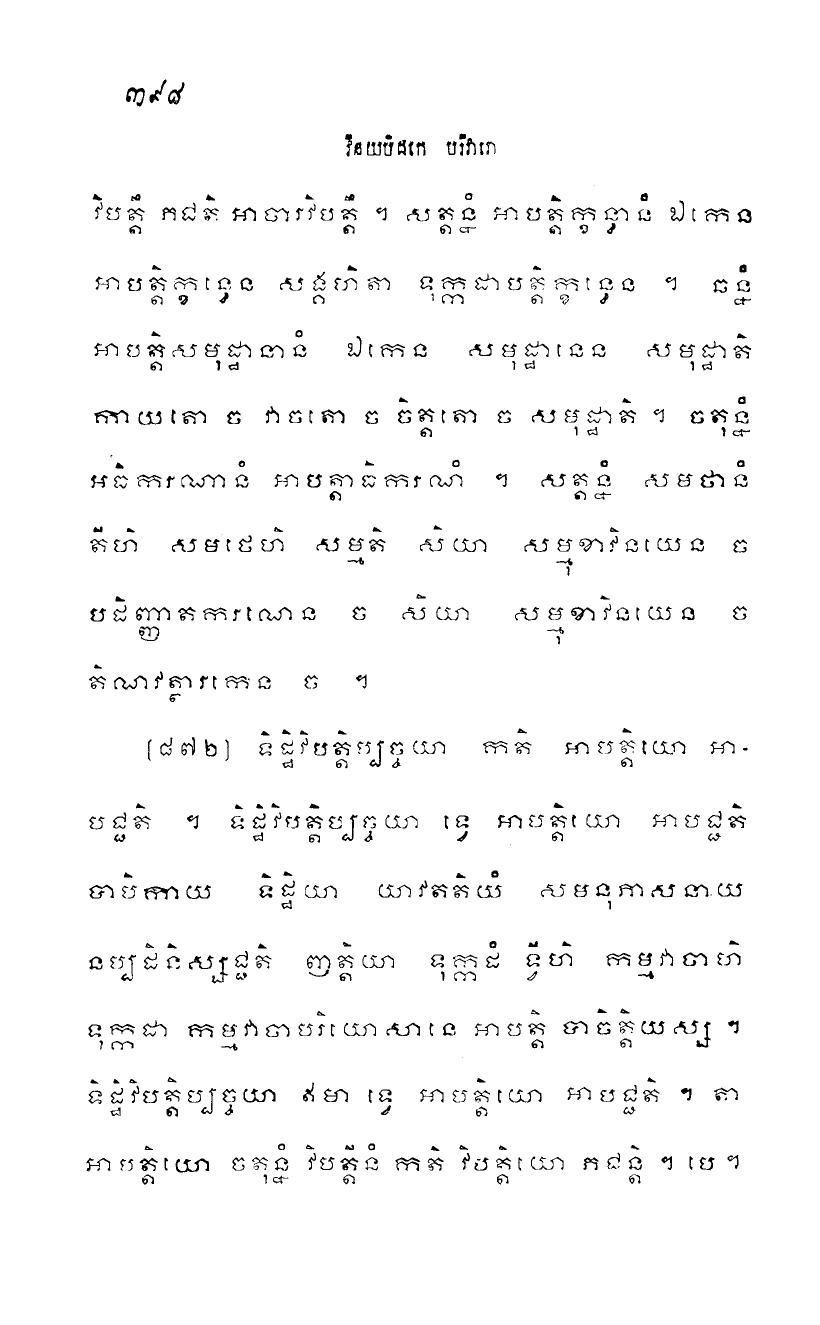 ៣៩៨
វិនយបិដកេ បរិវារោ
វិបត្តឹ ភជតិ អាចារវិបត្តឹ ។ សត្តន្នំ អាបត្តិក្ខន្ធានំ ឯកេន
អាបត្តិក្ខន្ធេន សង្គហិតា ទុក្កដាបត្តិក្ខន្ធេន ។ ឆន្នំ
អាបត្តិសមុដ្ឋានានំ ឯកេន សមុដ្ឋានេន សមុដ្ឋាតិ
កាយតោ ច វាចតោ ច ចិត្តតោ ច សមុដ្ឋាតិ ។ ចតុន្នំ
អធិករណានំ អាបត្តាធិករណំ ។ សត្តន្នំ សមថានំ
តីហិ សមថេហិ សម្មតិ សិយា សម្មុខាវិនយេន ច
បដិញ្ញាតករណេន ច សិយា សម្មុខាវិនយេន ច
តិណវត្ថារកេន ច ។
[៨៧២] ទិដ្ឋិវិបត្តិប្បច្ចយា កតិ អាបត្តិយោ អា-
បជ្ជតិ ។ ទិដ្ឋិវិបត្តិប្បច្ចយា ទ្វេ អាបត្តិយោ អាបជ្ជតិ
បាបិកាយ ទិដ្ឋិយា យាវតតិយំ សមនុភាសនាយ
នប្បដិនិស្សជ្ជតិ ញត្តិយា ទុក្កដំ ទ្វីហិ កម្មវាចាហិ
ទុក្កដា កម្មវាចាបរិយោសានេ អាបត្តិ បាចិត្តិយស្ស ។
ទិដ្ឋិវិបត្តិប្បច្ចយា ឥមា ទ្វេ អាបត្តិយោ អាបជ្ជតិ ។ តា
អាបត្តិយោ ចតុន្នំ វិបត្តីនំ កតិ វិបត្តិយោ ភជន្តិ ។ បេ ។